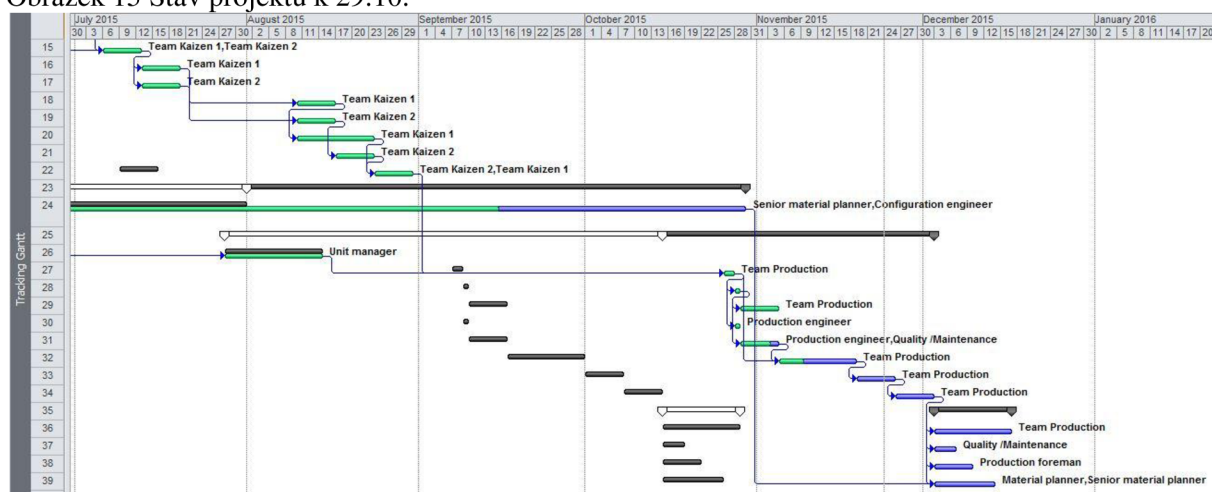 Obrázek 15 Stav projektu k 29.10.
July 2015 August 2015 September 2015 October 2015 November 2015 December 2015 January 2016
30 3 6 9 12 15 18 21 24 27 30 2 5 8 11 14 17 20 23 26 29 1 4 7 10 13 16 19 22 25 28 1 4 7 10 13 16 19 22 25 28 31 3 6 9 12 15 18 21 24 27 30 3 6 9 12 15 18 21 24 27 30 2 5 8 11 14 17 20
Tracking Gantt
15 Team Kaizen 1,Team Kaizen 2
16 Team Kaizen 1
17 Team Kaizen 2
18 Team Kaizen 1
19 Team Kaizen 2
20 Team Kaizen 1
21 Team Kaizen 2
22 Team Kaizen 2,Team Kaizen 1
23
24 Senior material planner,Configuration engineer
25
26 Unit manager
27 Team Production
28
29 Team Production
30 Production engineer
31 Production engineer,Quality /Maintenance
32 Team Production
33 Team Production
34 Team Production
35
36 Team Production
37 Quality /Maintenance
38 Production foreman
39 Material planner,Senior material planner